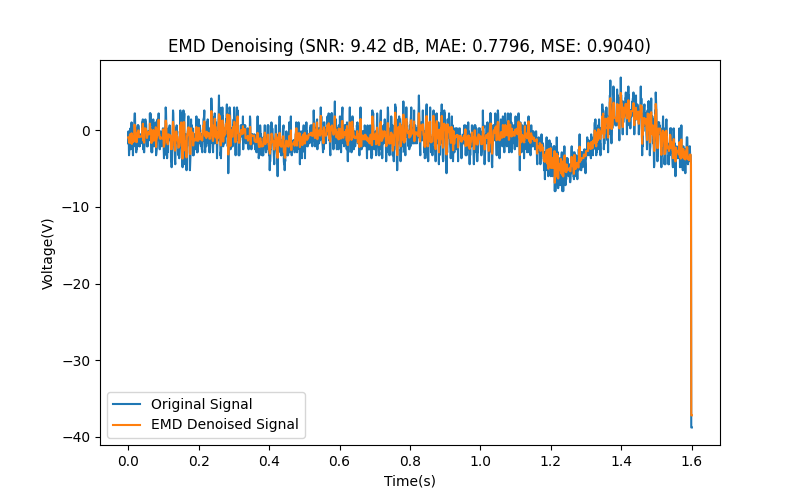 EMD Denoising (SNR: 9.42 dB, MAE: 0.7796, MSE: 0.9040)
0
−10
−20
−30
−40
Voltage(V)
Original Signal
EMD Denoised Signal
0.0 0.2 0.4 0.6 0.8 1.0 1.2 1.4 1.6
Time(s)